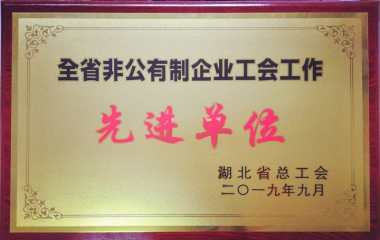 全省非公有制企业工会工作
先进单位
湖北省总工会
二〇一九年九月